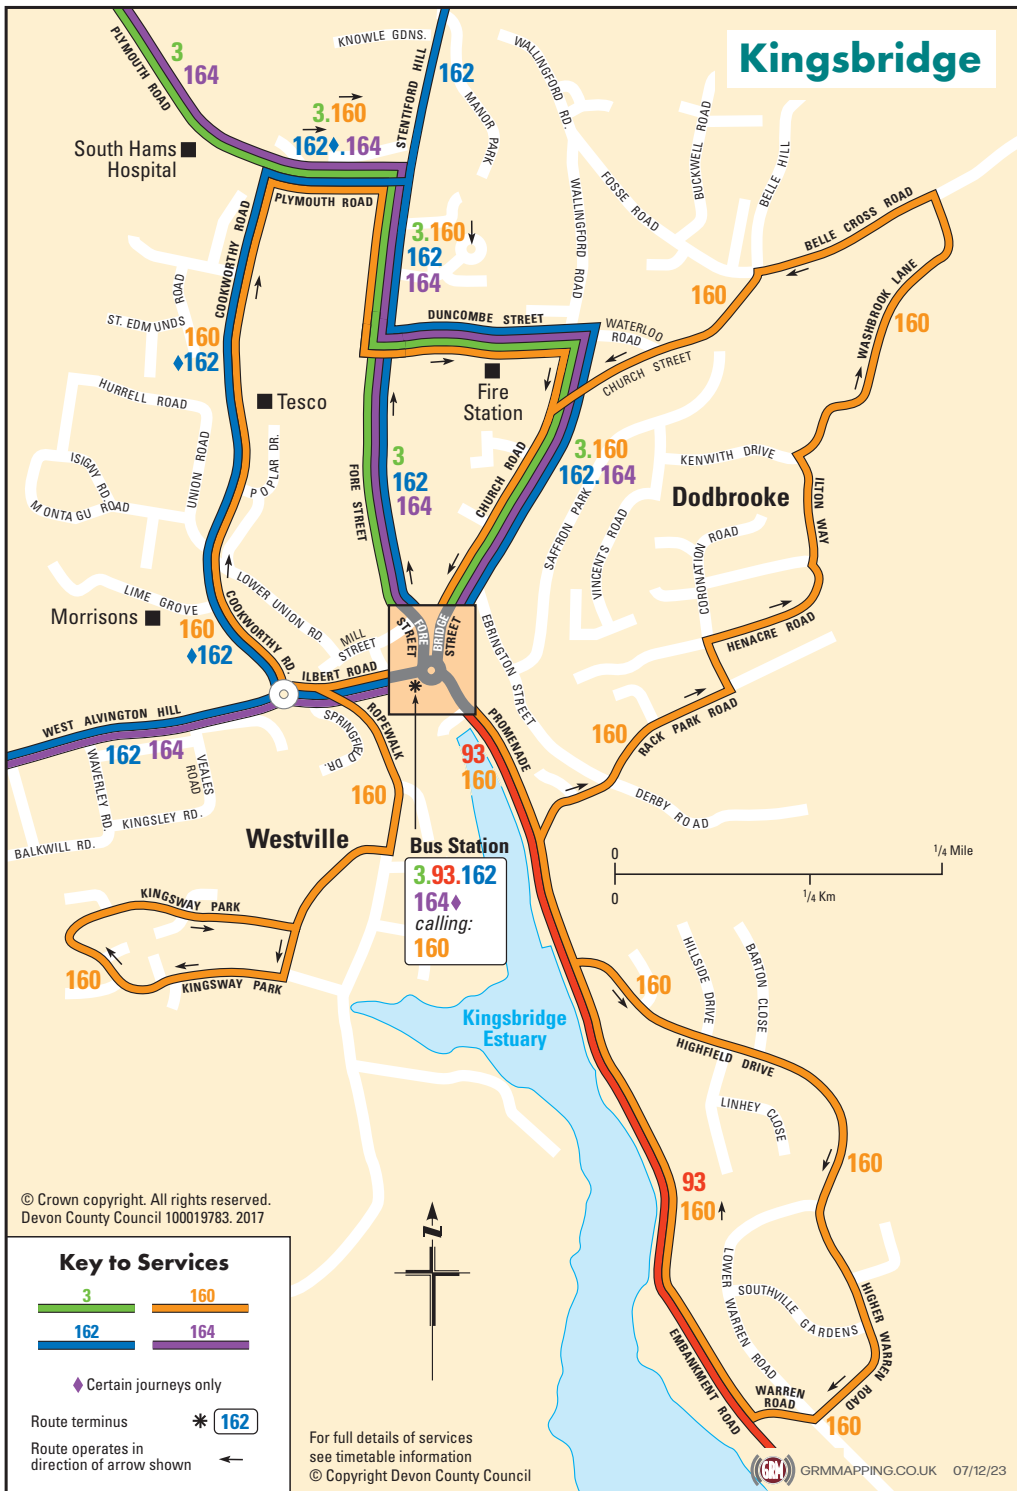 Kingsbridge
KNOWLE GDNS.
WALLINGFORD RD.
PLYMOUTH ROAD
3
164
STENTIFORD HILL
162
MANOR PARK
3.160
162♦.164
South Hams
Hospital
BUCKWELL ROAD
BELLE HILL
FOSSE ROAD
WALLINGFORD ROAD
PLYMOUTH ROAD
COOKWORTHY ROAD
BELLE CROSS ROAD
3.160
162
164
160
WASHBROOK LANE
160
ROAD
ST. EDMUNDS
160
♦162
DUNCOMBE STREET
WATERLOO
ROAD
CHURCH STREET
Fire
Station
HURRELL ROAD
Tesco
UNION ROAD
POPLAR DR.
ISIGNY RD.
MONTAGU ROAD
FORE STREET
3
162
164
CHURCH ROAD
3.160
162.164
KENWITH DRIVE
Dodbrooke
ILTON WAY
SAFFRON PARK
VINCENTS ROAD
CORONATION ROAD
LIME GROVE
Morrisons
160
♦162
COOKWORTHY RD.
LOWER UNION RD.
MILL
STREET
ILBERT ROAD
FORE
STREET
BRIDGE
STREET
EBRINGTON STREET
HENACRE ROAD
WEST ALVINGTON HILL
162 164
SPRINGFIELD DR.
ROPEWALK
PROMENADE
93
160
160
RACK PARK ROAD
DERBY ROAD
WAVERLEY RD.
VEALES
ROAD
KINGSLEY RD.
BALKWILL RD.
160
Westville
Bus Station
3.93.162
164♦
calling:
160
0
1/4 Mile
0
1/4 Km
KINGSWAY PARK
160
KINGSWAY PARK
Kingsbridge
Estuary
160
HILLSIDE DRIVE
BARTON CLOSE
HIGHFIELD DRIVE
LINHEY CLOSE
160
93
160
LOWER WARREN ROAD
SOUTHVILLE
GARDENS
HIGHER WARREN ROAD
WARREN
ROAD
160
EMBANKMENT ROAD
© Crown copyright. All rights reserved.
Devon County Council 100019783. 2017
Key to Services
3
160
162
164
♦ Certain journeys only
Route terminus * 162
Route operates in
direction of arrow shown
N
For full details of services
see timetable information
© Copyright Devon County Council
GRM
GRMMAPPING.CO.UK 07/12/23